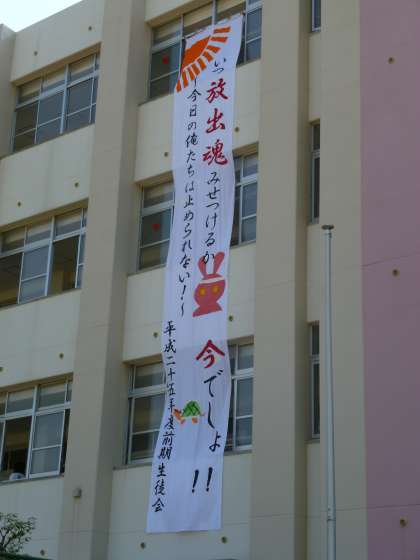 いつ放出魂みせつけるか
今でしょ!!
~今日の俺たちは止められない!~
平成二十五年度前期生徒会